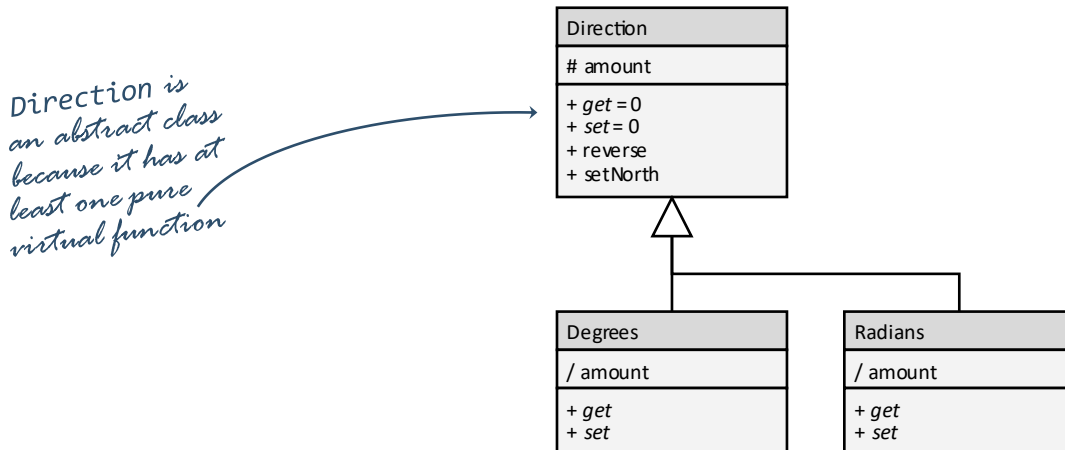 Direction is
an abstract class
because it has at
least one pure
virtual function
Direction
# amount
+ get = 0
+ set = 0
+ reverse
+ setNorth
Degrees
/ amount
+ get
+ set
Radians
/ amount
+ get
+ set